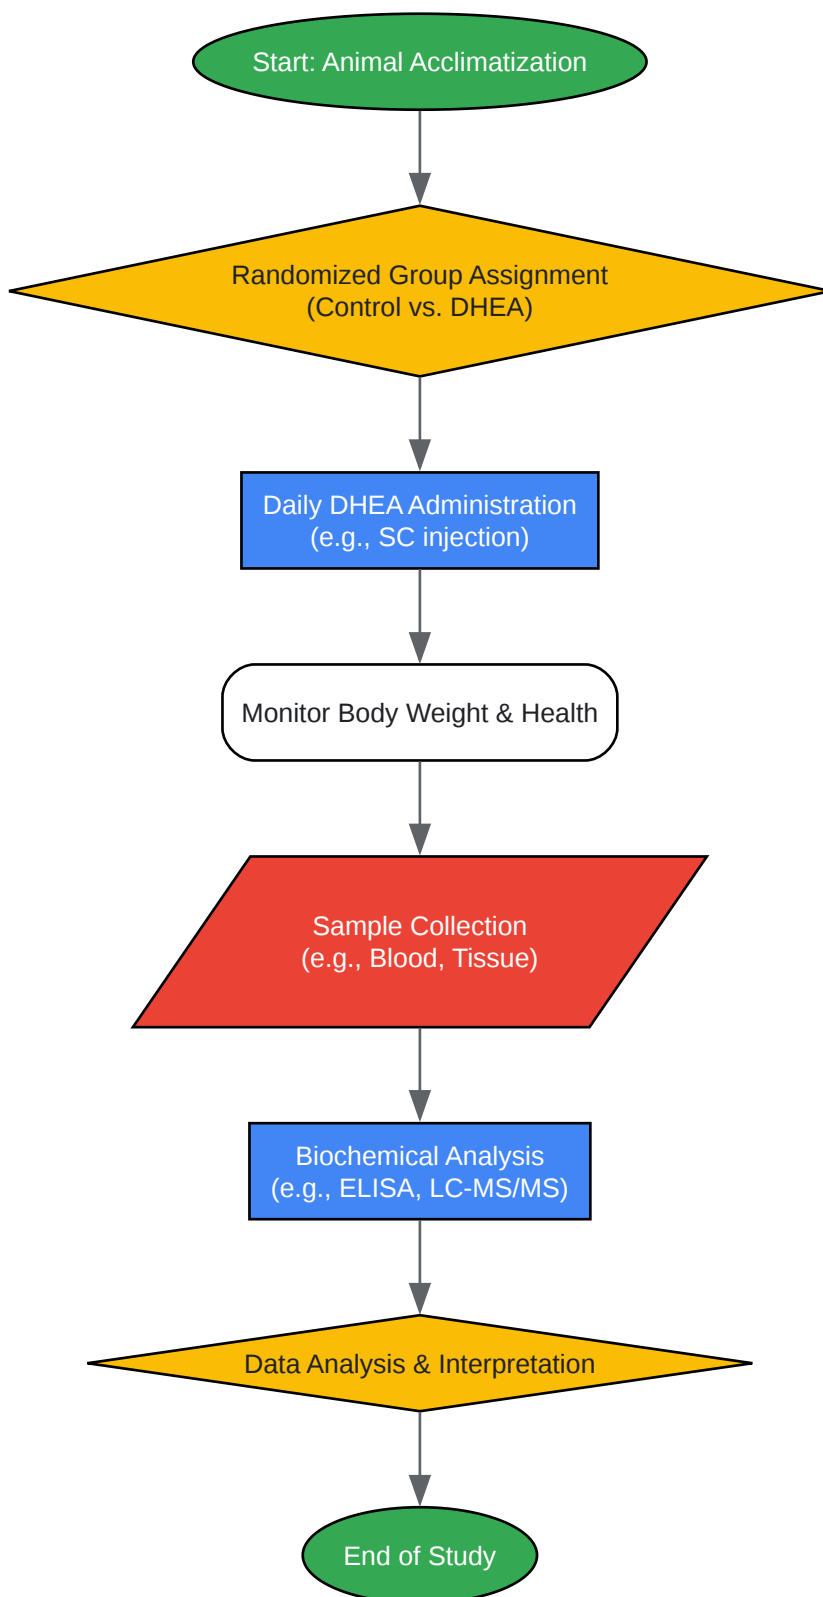 Start: Animal Acclimatization
Randomized Group Assignment
(Control vs. DHEA)
Daily DHEA Administration
(e.g., SC injection)
Monitor Body Weight & Health
Sample Collection
(e.g., Blood, Tissue)
Biochemical Analysis
(e.g., ELISA, LC-MS/MS)
Data Analysis & Interpretation
End of Study